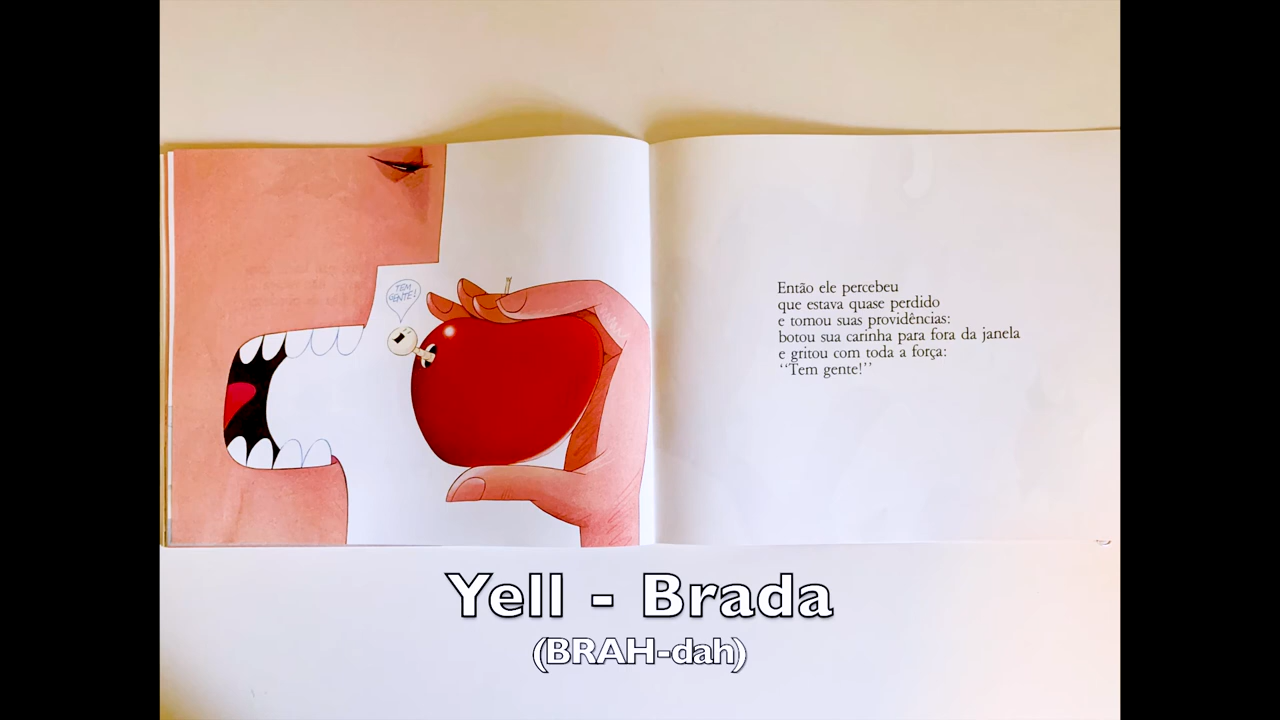 TEM
GENTE!
Então ele percebeu
que estava quase perdido
e tomou suas providências:
botou sua carinha para fora da janela
e gritou com toda a força:
‘‘Tem gente!’’
Yell - Brada
(BRAH-dah)